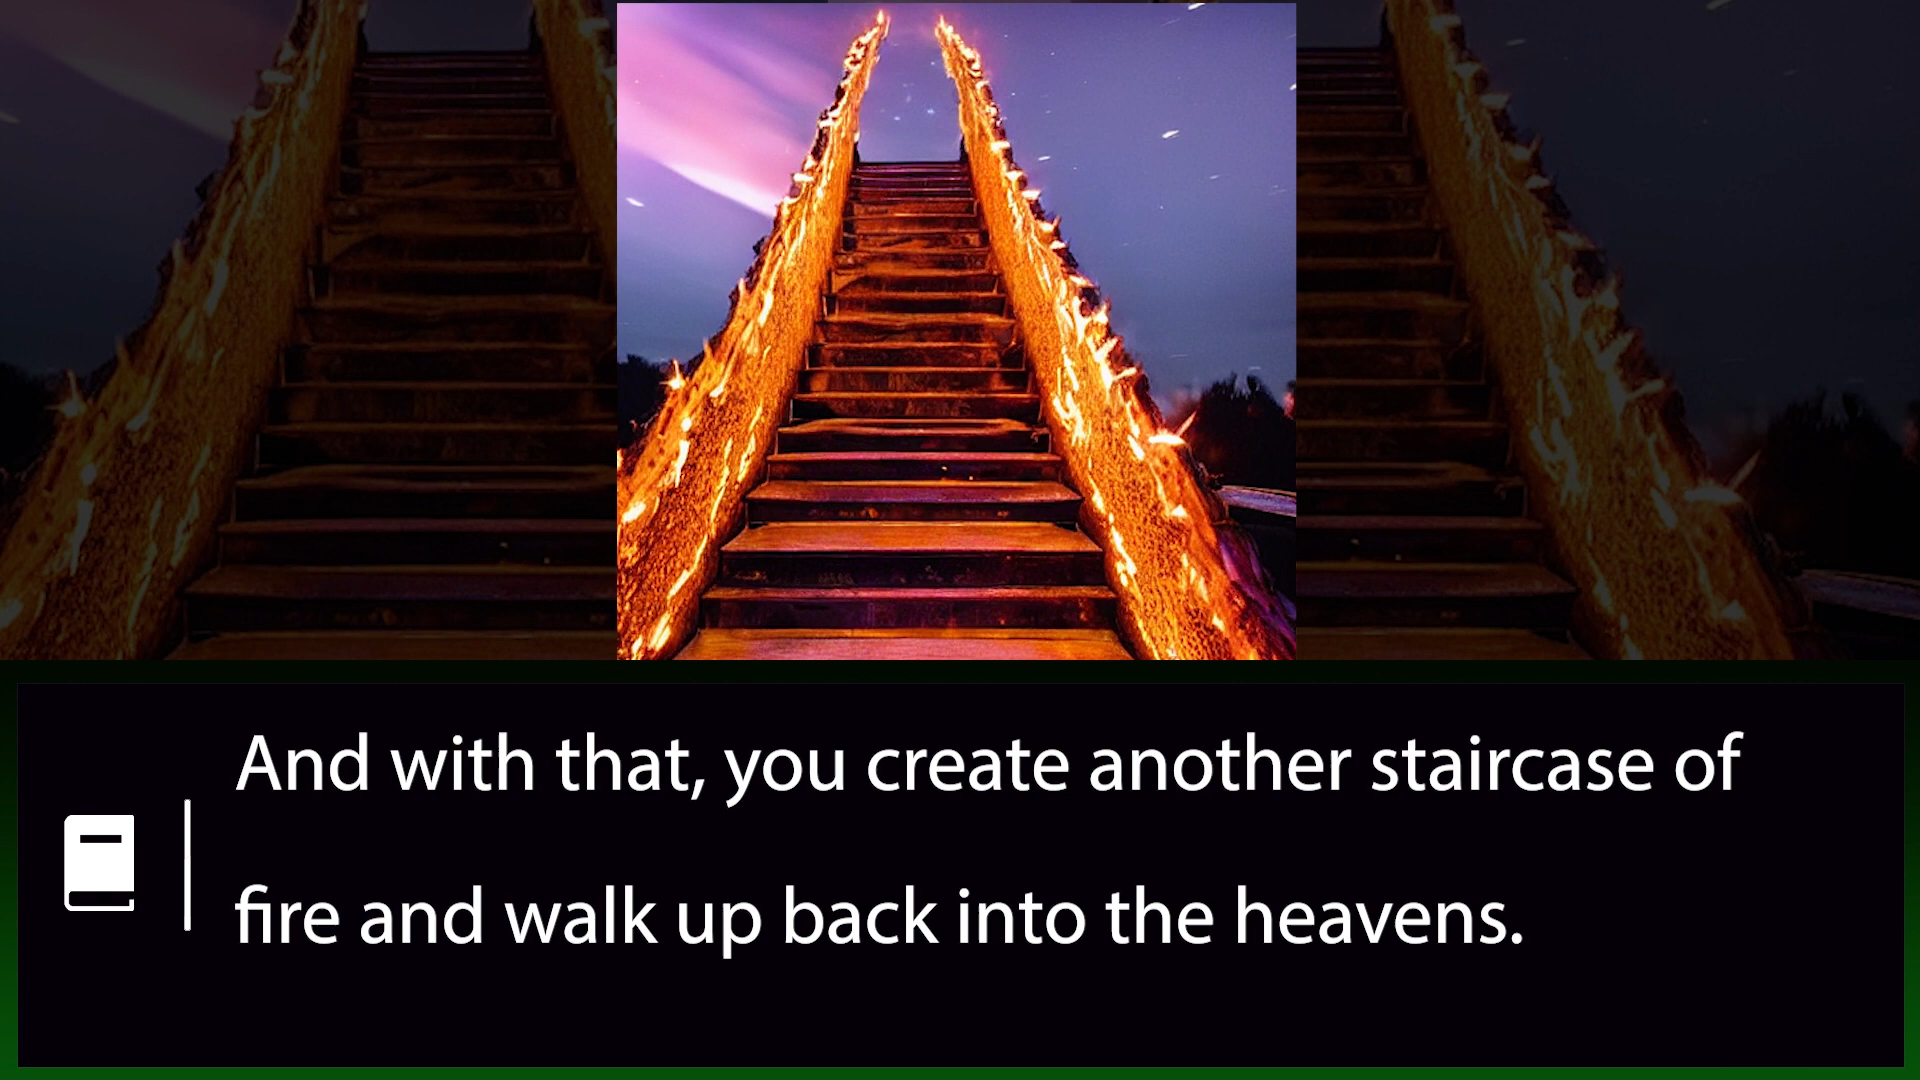 And with that, you create another staircase of
fire and walk up back into the heavens.